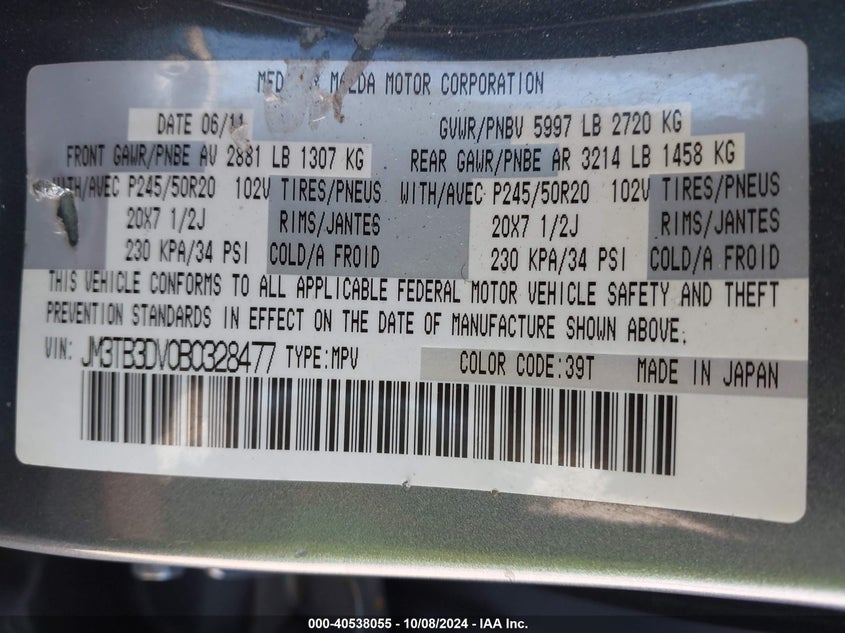 MFD MAZDA MOTOR CORPORATION
DATE 06/11 GVWR/PNBV 5997 LB 2720 KG
FRONT GAWR/PNBE AV 2881 LB 1307 KG REAR GAWR/PNBE AR 3214 LB 1458 KG
WITH/AVEC P245/50R20 102V TIRES/PNEUS WITH/AVEC P245/50R20 102V TIRES/PNEUS
20X7 1/2J RIMS/JANTES 20X7 1/2J RIMS/JANTES
230 KPA/34 PSI COLD/A FROID 230 KPA/34 PSI COLD/A FROID
THIS VEHICLE CONFORMS TO ALL APPLICABLE FEDERAL MOTOR VEHICLE SAFETY AND THEFT
PREVENTION STANDARDS IN EFFECT ON THE DATE OF MANUFACTURE SHOWN ABOVE.
VIN: JM3TB3DV0B0328477 TYPE:MPV COLOR CODE:39T MADE IN JAPAN
000-40538055 - 10/08/2024 - IAA Inc.